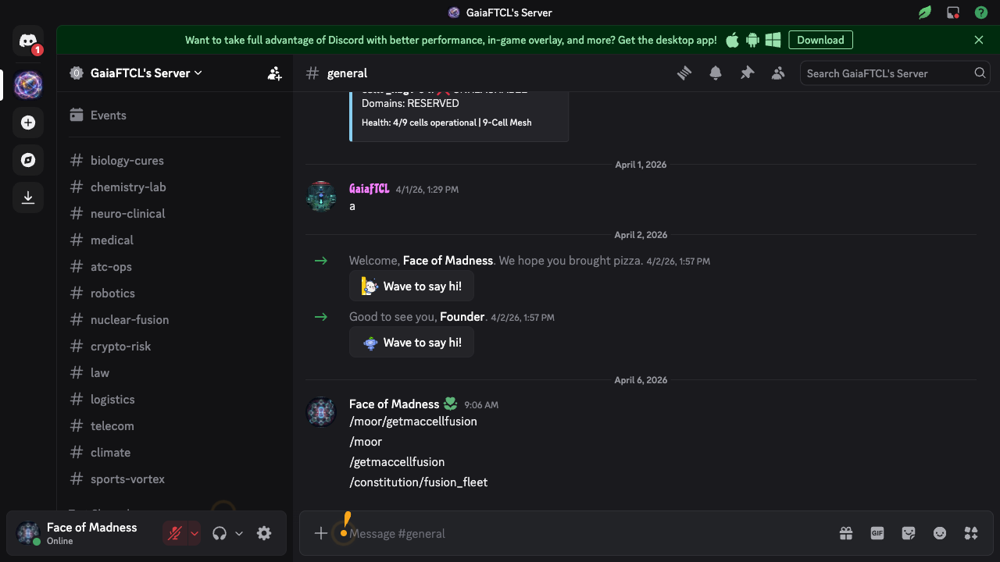 GaiaFTCL's Server
1
Want to take full advantage of Discord with better performance, in-game overlay, and more? Get the desktop app!
Download
GaiaFTCL's Server
general
Search GaiaFTCL's Server
Events
biology-cures
chemistry-lab
neuro-clinical
medical
atc-ops
robotics
nuclear-fusion
crypto-risk
law
logistics
telecom
climate
sports-vortex
Face of Madness
Online
Domains: RESERVED
Health: 4/9 cells operational | 9-Cell Mesh
April 1, 2026
GaiaFTCL 4/1/26, 1:29 PM
a
April 2, 2026
Welcome, Face of Madness. We hope you brought pizza. 4/2/26, 1:57 PM
Wave to say hi!
Good to see you, Founder. 4/2/26, 1:57 PM
Wave to say hi!
April 6, 2026
Face of Madness 9:06 AM
/moor/getmaccellfusion
/moor
/getmaccellfusion
/constitution/fusion_fleet
Message #general
GIF